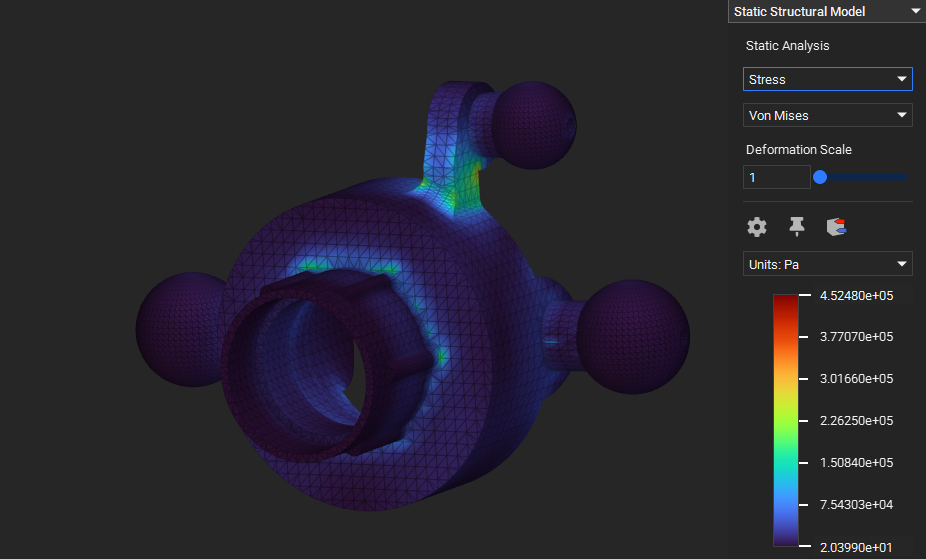 Static Structural Model
Static Analysis
Stress
Von Mises
Deformation Scale
1
Units: Pa
4.52480e+05
3.77070e+05
3.01660e+05
2.26250e+05
1.50840e+05
7.54303e+04
2.03990e+01